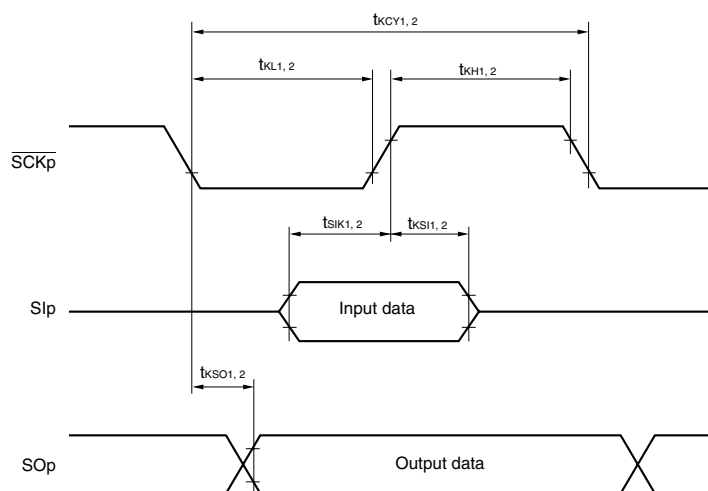 tKCY1, 2
tKL1, 2
tKH1, 2
SCKp
tSIK1, 2
tKSI1, 2
SIp
Input data
tKSO1, 2
SOp
Output data